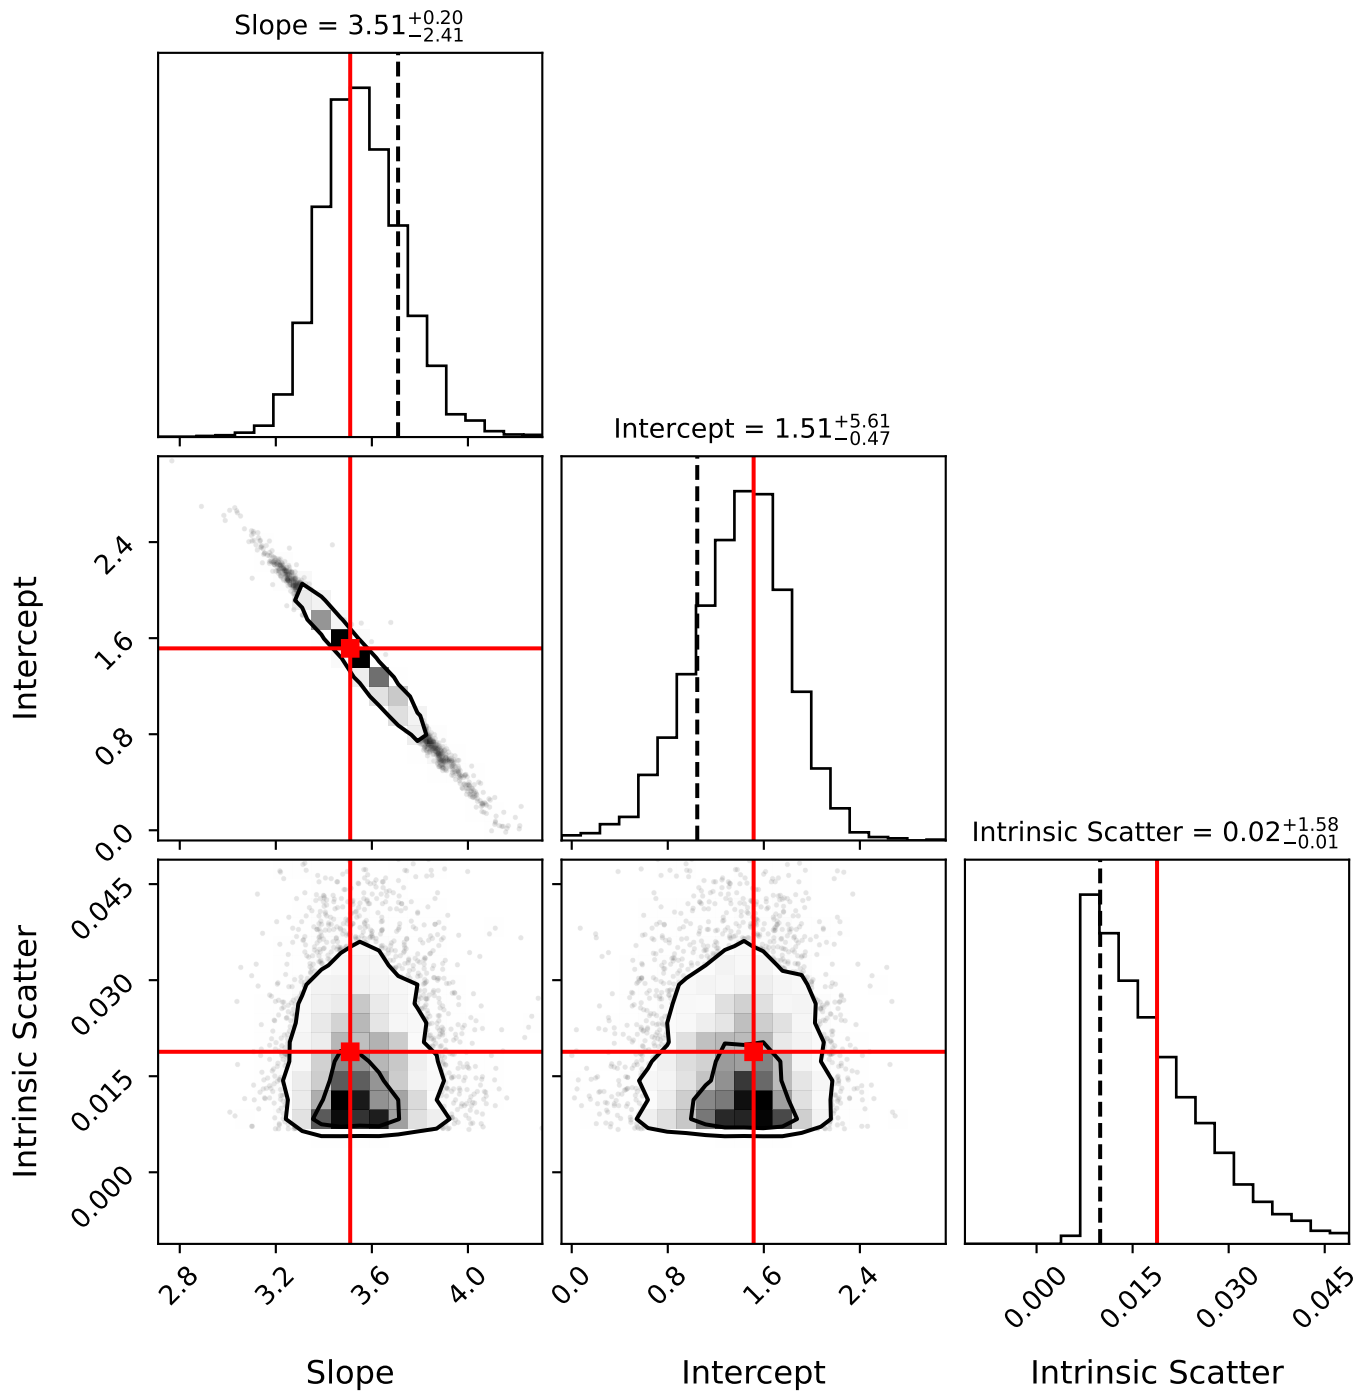 Slope = 3.51 +0.20 −2.41
Intercept = 1.51 +5.61 −0.47
Intercept
2.4
1.6
0.8
0.0
Intrinsic Scatter = 0.02 +1.58 −0.01
Intrinsic Scatter
0.045
0.030
0.015
0.000
2.8 3.2 3.6 4.0
0.0 0.8 1.6 2.4
0.000 0.015 0.030 0.045
Slope
Intercept
Intrinsic Scatter